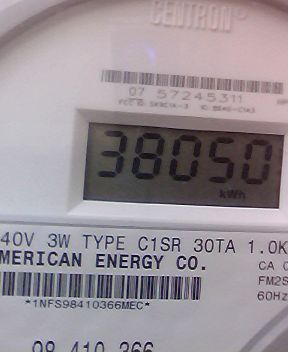 CENTRON®
07 57245311
38050
kWh
40V 3W TYPE C1SR 30TA 1.0K
MERICAN ENERGY CO.
CA
FM2S
*1NFS98410366MEC*
60Hz
98 410 366